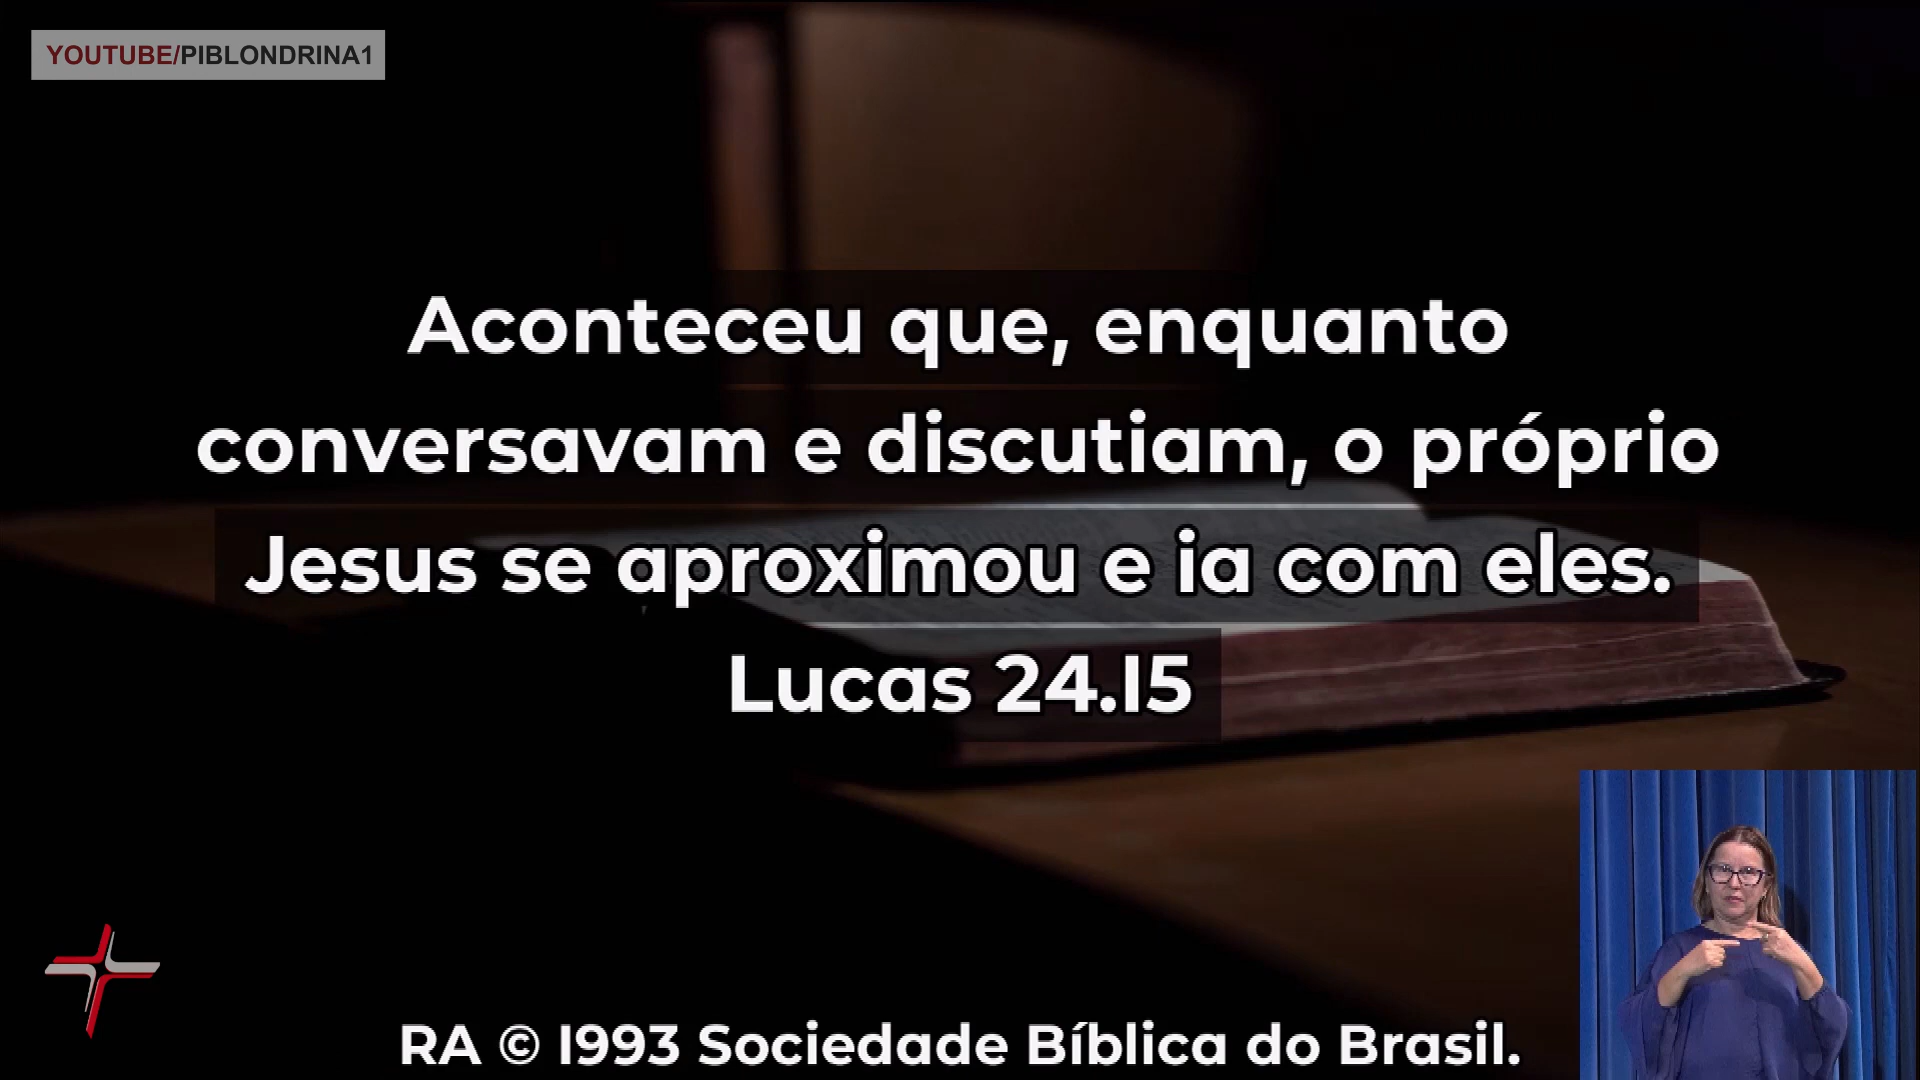 YOUTUBE/PIBLONDRINA1
Aconteceu que, enquanto
conversavam e discutiam, o próprio
Jesus se aproximou e ia com eles.
Lucas 24.15
RA © 1993 Sociedade Bíblica do Brasil.